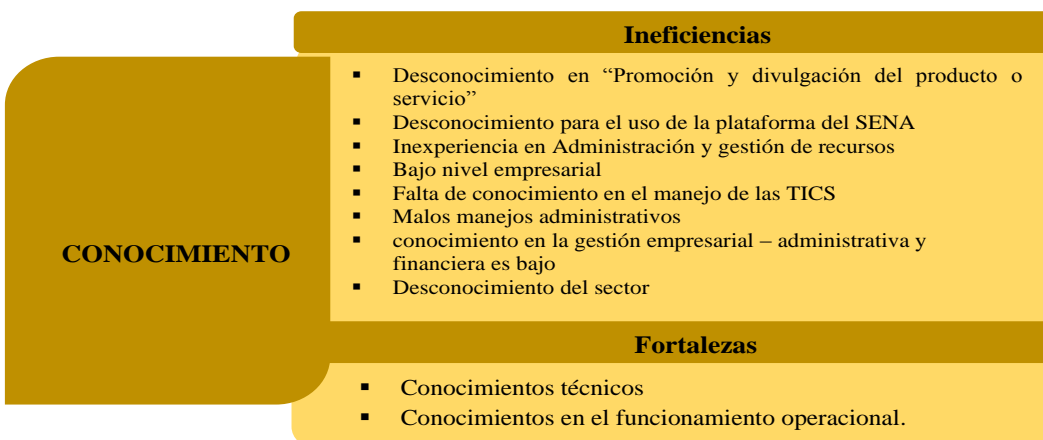 CONOCIMIENTO
Ineficiencias
▪ Desconocimiento en “Promoción y divulgación del producto o
servicio”
▪ Desconocimiento para el uso de la plataforma del SENA
▪ Inexperiencia en Administración y gestión de recursos
▪ Bajo nivel empresarial
▪ Falta de conocimiento en el manejo de las TICS
▪ Malos manejos administrativos
▪ conocimiento en la gestión empresarial – administrativa y
financiera es bajo
▪ Desconocimiento del sector
Fortalezas
▪ Conocimientos técnicos
▪ Conocimientos en el funcionamiento operacional.